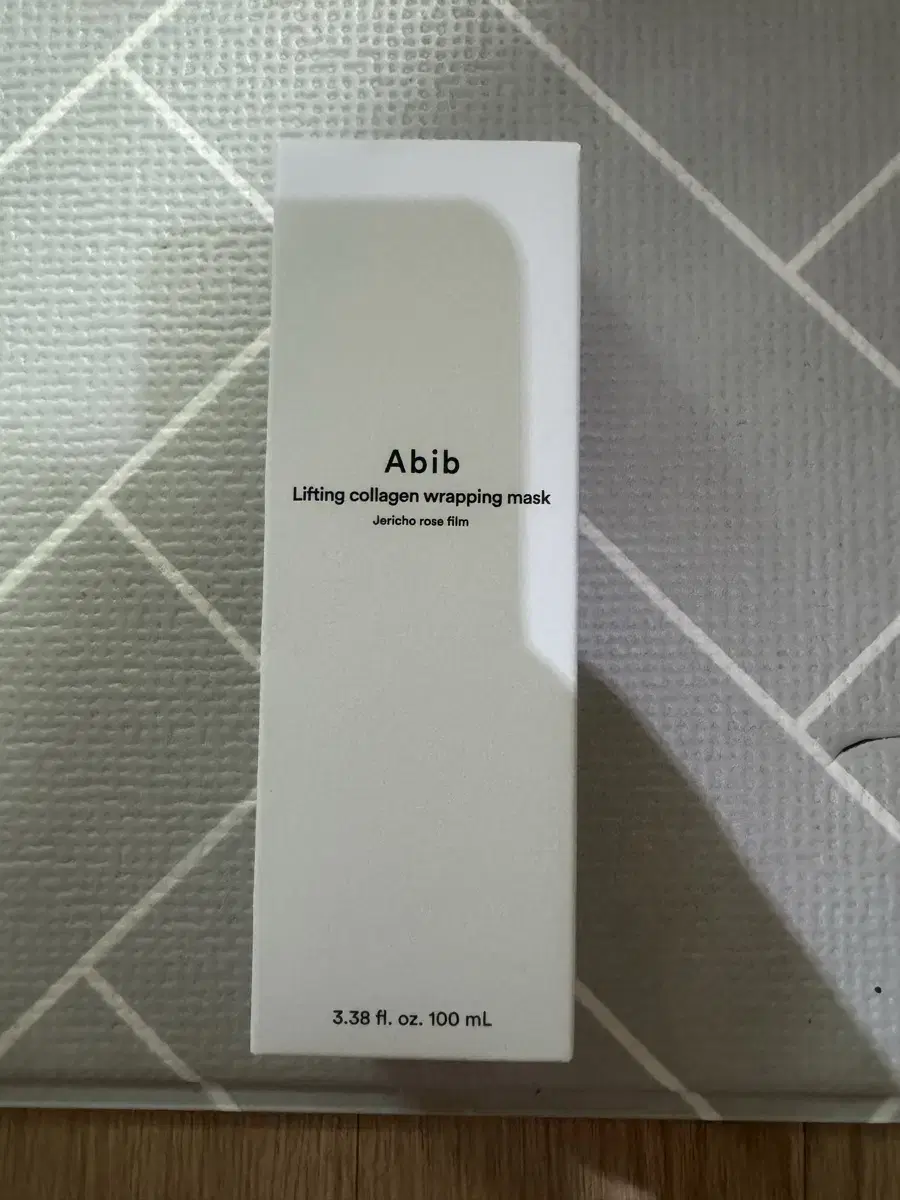 Abib
Lifting collagen wrapping mask
Jericho rose film
3.38 fl. oz. 100 mL